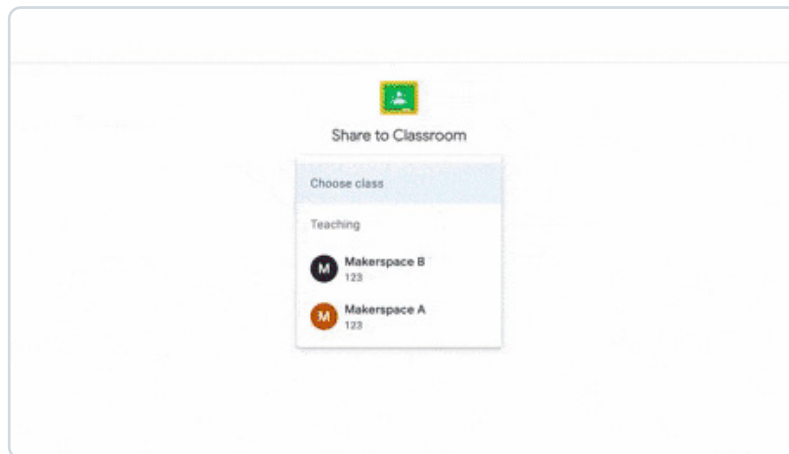 Share to Classroom
Choose class
Teaching
M Makerspace B
123
M Makerspace A
123